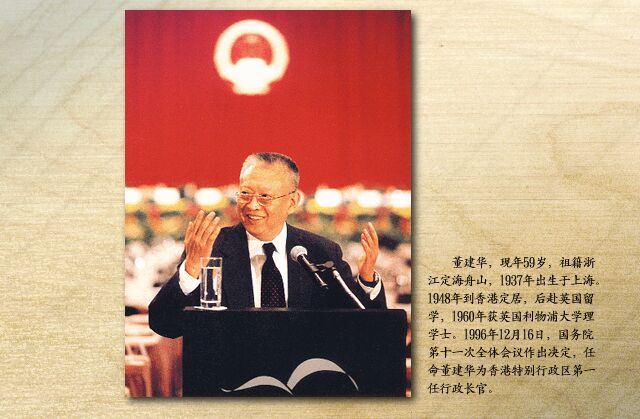 董建华，现年59岁，祖籍浙
江定海舟山，1937年出生于上海。
1948年到香港定居，后赴英国留
学，1960年获英国利物浦大学理
学士。1996年12月16日，国务院
第十一次全体会议作出决定，任
命董建华为香港特别行政区第一
任行政长官。